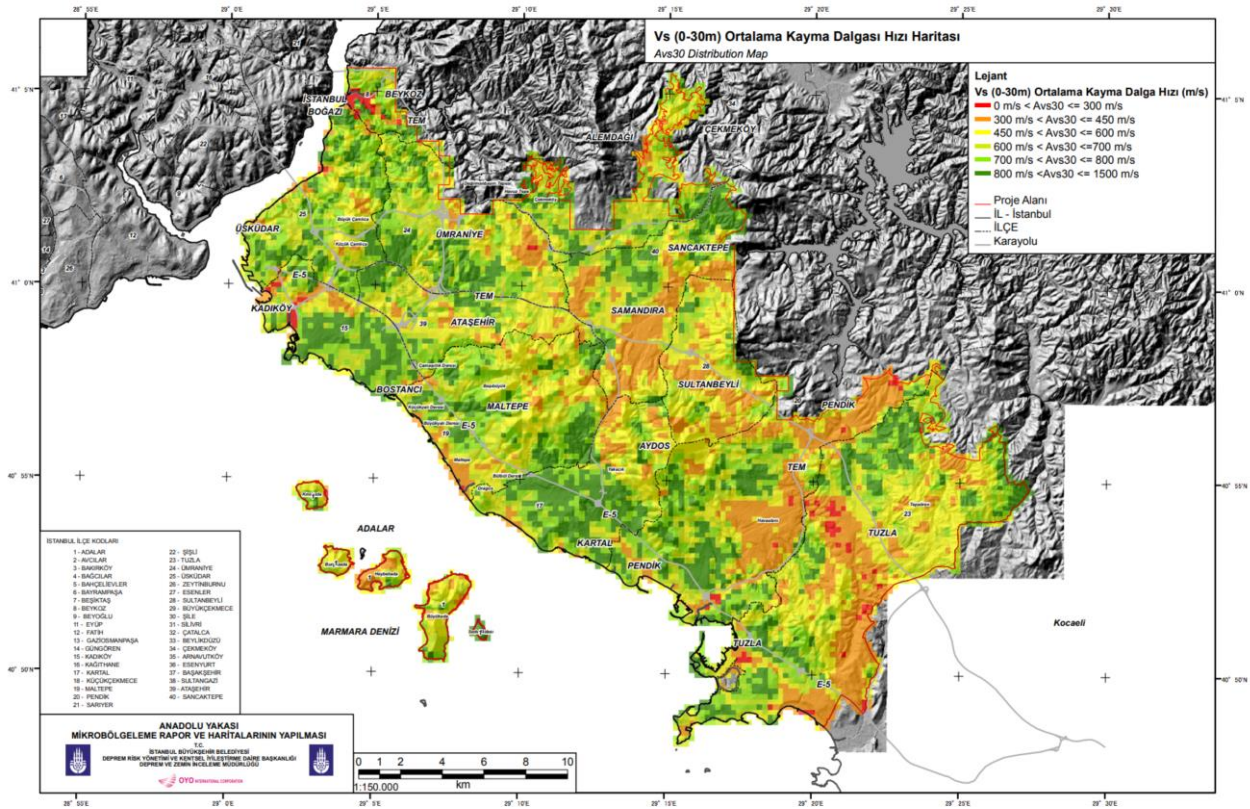 Vs (0-30m) Ortalama Kayma Dalgası Hızı Haritası
Avs30 Distribution Map
Lejant
Vs (0-30m) Ortalama Kayma Dalga Hızı (m/s)
0 m/s < Avs30 <= 300 m/s
300 m/s < Avs30 <= 450 m/s
450 m/s < Avs30 <= 600 m/s
600 m/s < Avs30 <=700 m/s
700 m/s < Avs30 <= 800 m/s
800 m/s <Avs30 <= 1500 m/s
Proje Alanı
İL - İstanbul
İLÇE
Karayolu
28° 55'
29° 0'
29° 5'
29° 10'
29° 15'
29° 20'
29° 25'
29° 30'
41° 5'
41° 0'
40° 55'N
40° 50'N
İSTANBUL
BOĞAZI
BEYKOZ
TEM
ALEMDAĞI
ÇEKMEKÖY
ÜSKÜDAR
ÜMRANİYE
SANCAKTEPE
E-5
KADIKÖY
TEM
ATAŞEHİR
SAMANDIRA
BOSTANCI
MALTEPE
SULTANBEYLİ
PENDİK
E-5
AYDOS
TEM
KARTAL
E-5
PENDİK
TUZLA
TUZLA
E-5
ADALAR
MARMARA DENİZİ
Kocaeli
İSTANBUL İLÇE KODLARI
1 - ADALAR
2 - AVCILAR
3 - BAKIRKÖY
4 - BAĞCILAR
5 - BAHÇELİEVLER
6 - BAYRAMPAŞA
7 - BEŞİKTAŞ
8 - BEYKOZ
9 - BEYOĞLU
11 - EYÜP
12 - FATİH
13 - GAZİOSMANPAŞA
14 - GÜNGÖREN
15 - KADIKÖY
16 - KAĞITHANE
17 - KARTAL
18 - KÜÇÜKÇEKMECE
19 - MALTEPE
20 - PENDİK
21 - SARIYER
22 - ŞİŞLİ
23 - TUZLA
24 - ÜMRANİYE
25 - ÜSKÜDAR
26 - ZEYTİNBURNU
27 - ESENLER
28 - SULTANBEYLİ
29 - BÜYÜKÇEKMECE
30 - ŞİLE
31 - SİLİVRİ
32 - ÇATALCA
33 - BEYLİKDÜZÜ
34 - ÇEKMEKÖY
35 - ARNAVUTKÖY
36 - ESENYURT
37 - BAŞAKŞEHİR
38 - SULTANGAZİ
39 - ATAŞEHİR
40 - SANCAKTEPE
ANADOLU YAKASI
MİKROBÖLGELEME RAPOR VE HARİTALARININ YAPILMASI
T.C.
İSTANBUL BÜYÜKŞEHİR BELEDİYESİ
DEPREM RİSK YÖNETİMİ VE KENTSEL İYİLEŞTİRME DAİRE BAŞKANLIĞI
DEPREM VE ZEMİN İNCELEME MÜDÜRLÜĞÜ
OYO INTERNATIONAL CORPORATION
0 1 2 4 6 8 10
1:150.000 km